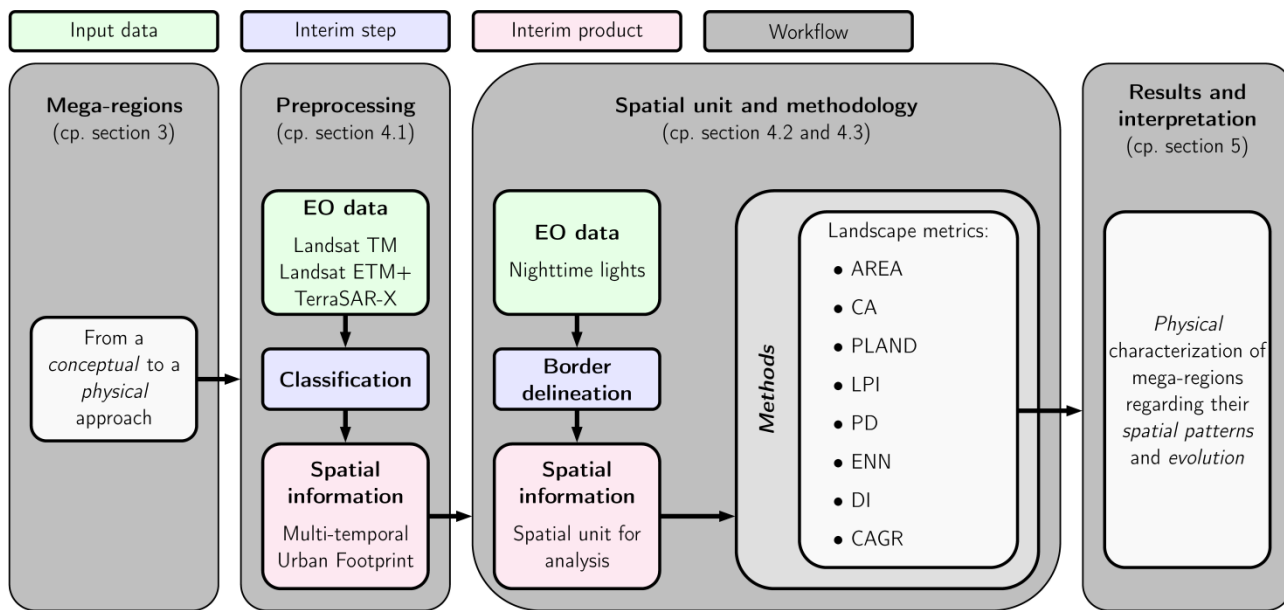 Input data
Interim step
Interim product
Workflow
Mega-regions
(cp. section 3)
From a
conceptual to a
physical
approach
Preprocessing
(cp. section 4.1)
EO data
Landsat TM
Landsat ETM+
TerraSAR-X
Classification
Spatial
information
Multi-temporal
Urban Footprint
Spatial unit and methodology
(cp. section 4.2 and 4.3)
EO data
Nighttime lights
Border
delineation
Spatial
information
Spatial unit for
analysis
Methods
Landscape metrics:
• AREA
• CA
• PLAND
• LPI
• PD
• ENN
• DI
• CAGR
Results and
interpretation
(cp. section 5)
Physical
characterization of
mega-regions
regarding their
spatial patterns
and evolution